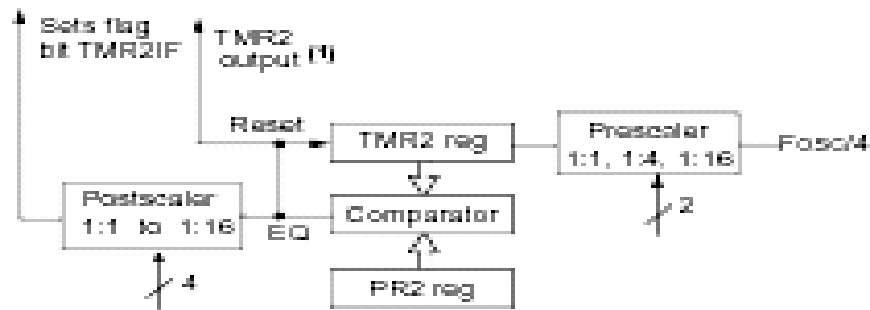 Sets flag
bit TMR2IF
TMR2
output (1)
Reset
TMR2 reg
Prescaler
1:1, 1:4, 1:16
Fosc/4
2
Postscaler
1:1 to 1:16
EQ
Comparator
4
PR2 reg